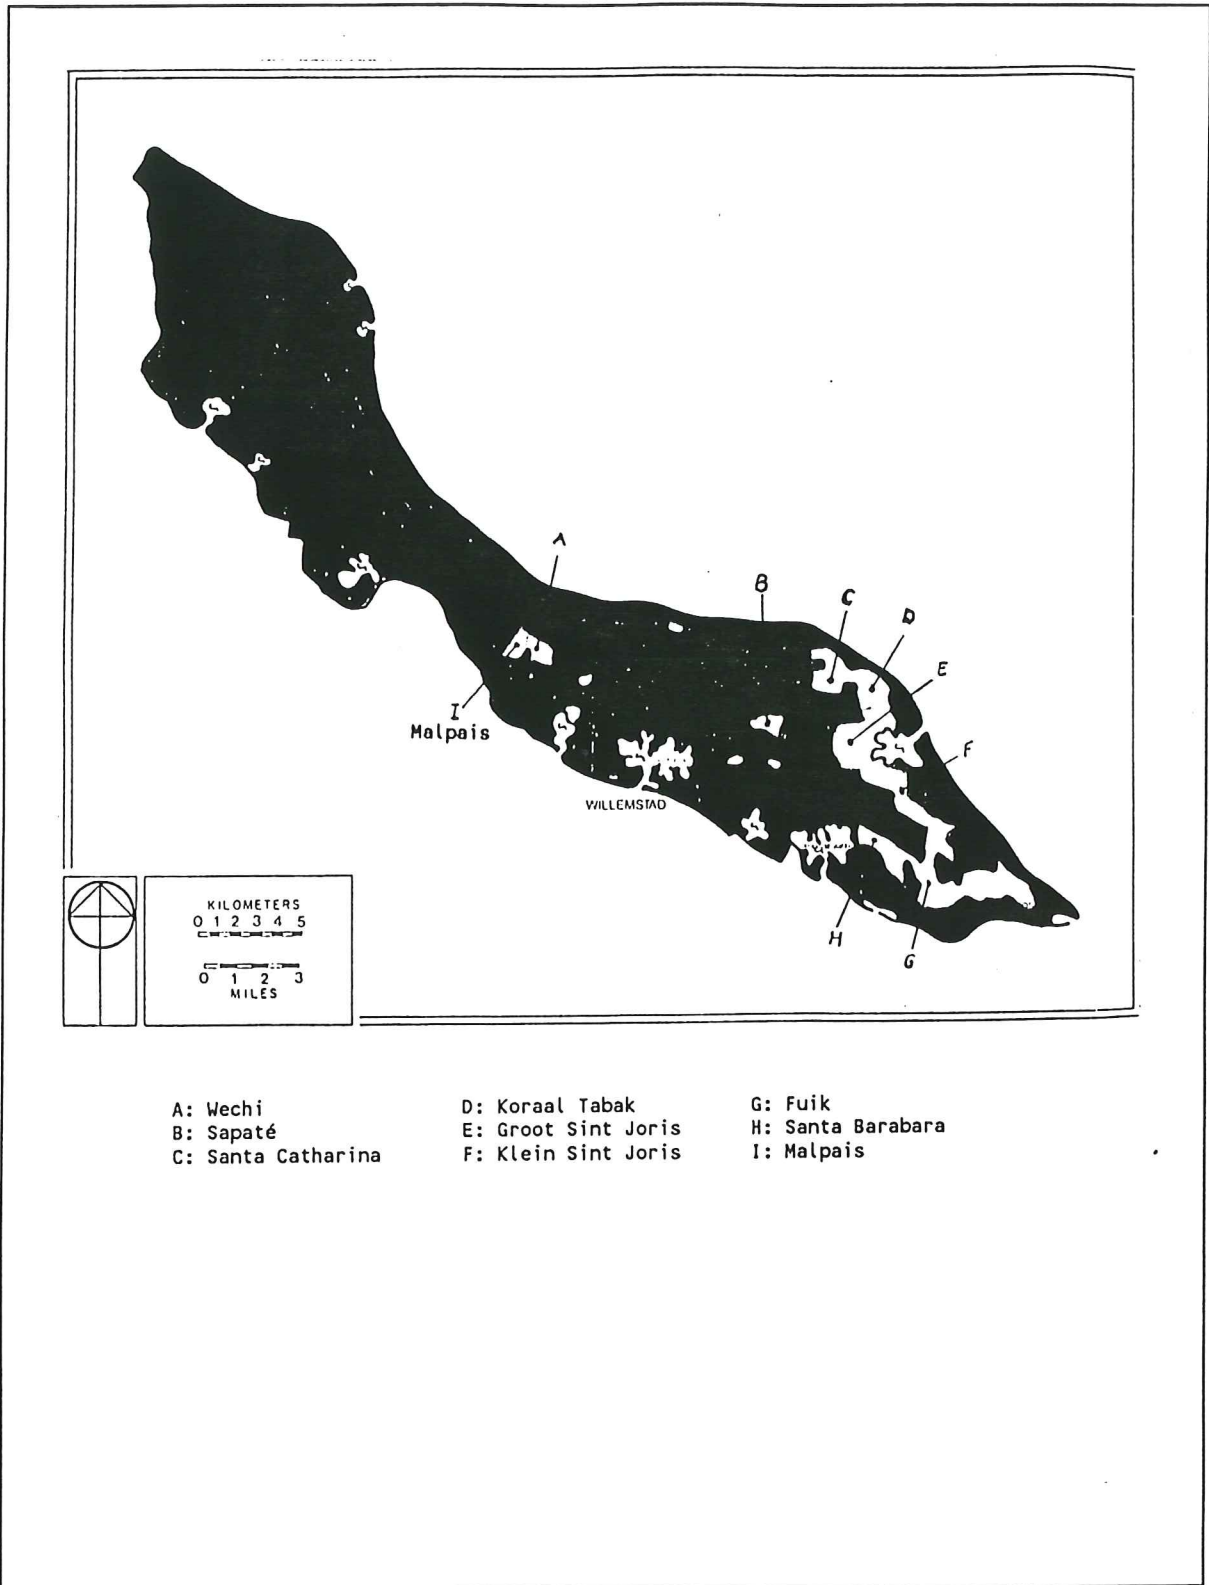 A
B
C
D
E
I
Malpais
F
WILLEMSTAD
KILOMETERS
0 1 2 3 4 5
H
G
0 1 2 3
MILES
A: Wechi
B: Sapaté
C: Santa Catharina
D: Koraal Tabak
E: Groot Sint Joris
F: Klein Sint Joris
G: Fuik
H: Santa Barabara
I: Malpais